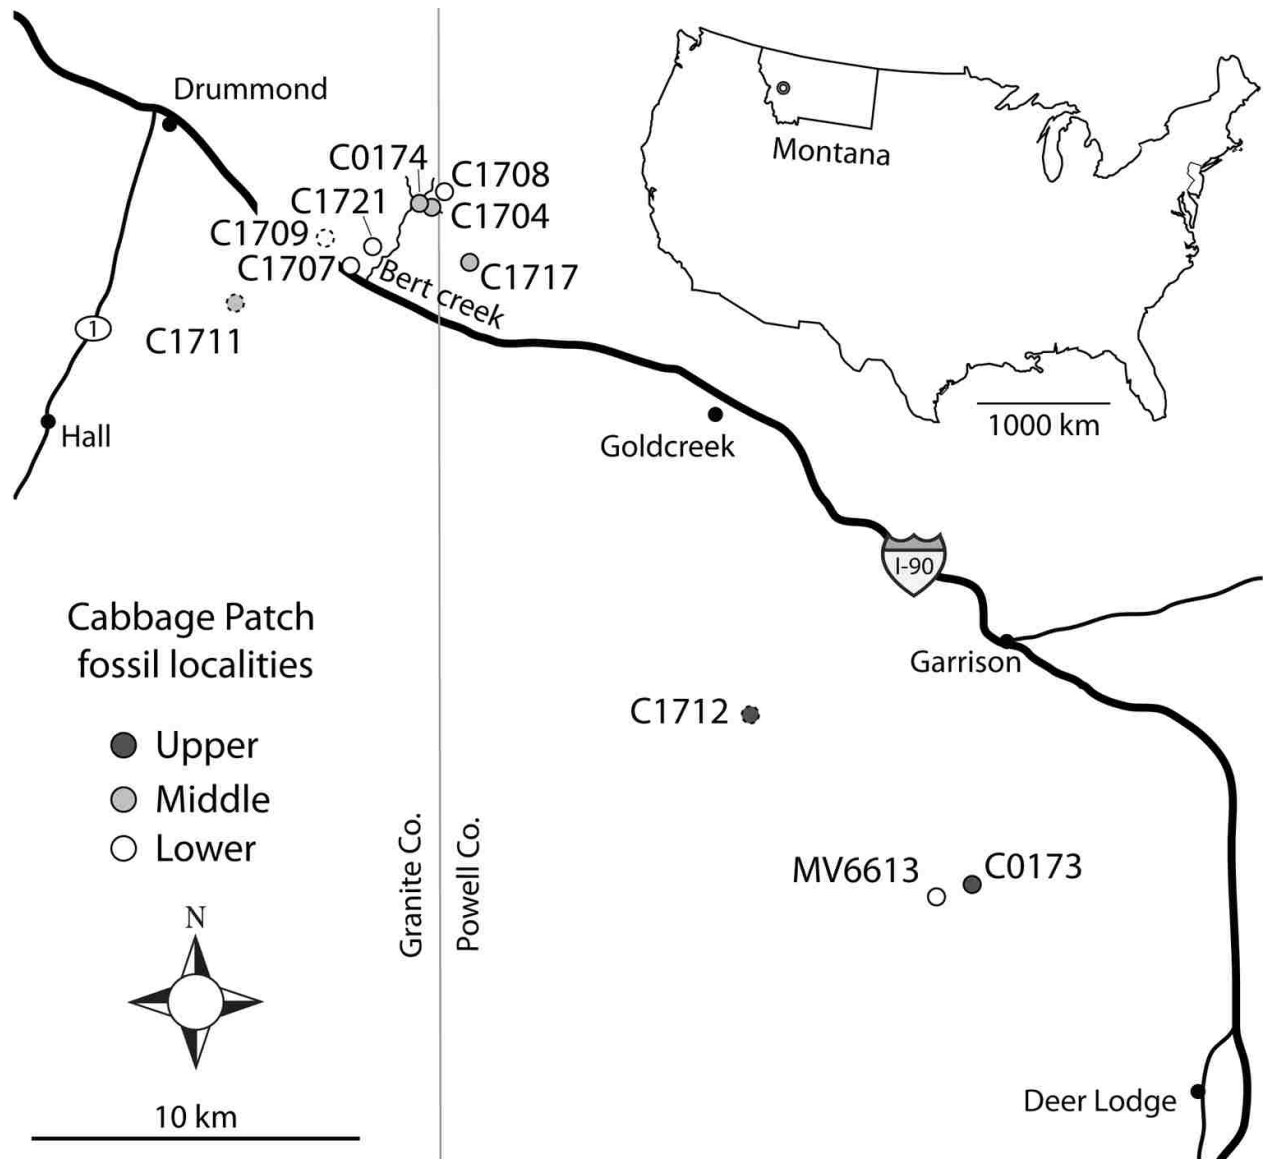 Drummond
C0174
C1708
C1721
C1704
C1709
C1707
Bert creek
C1717
C1711
1
Hall
Montana
1000 km
Goldcreek
I-90
Garrison
Cabbage Patch
fossil localities
Upper
Middle
Lower
C1712
Granite Co.
Powell Co.
MV6613
C0173
N
10 km
Deer Lodge